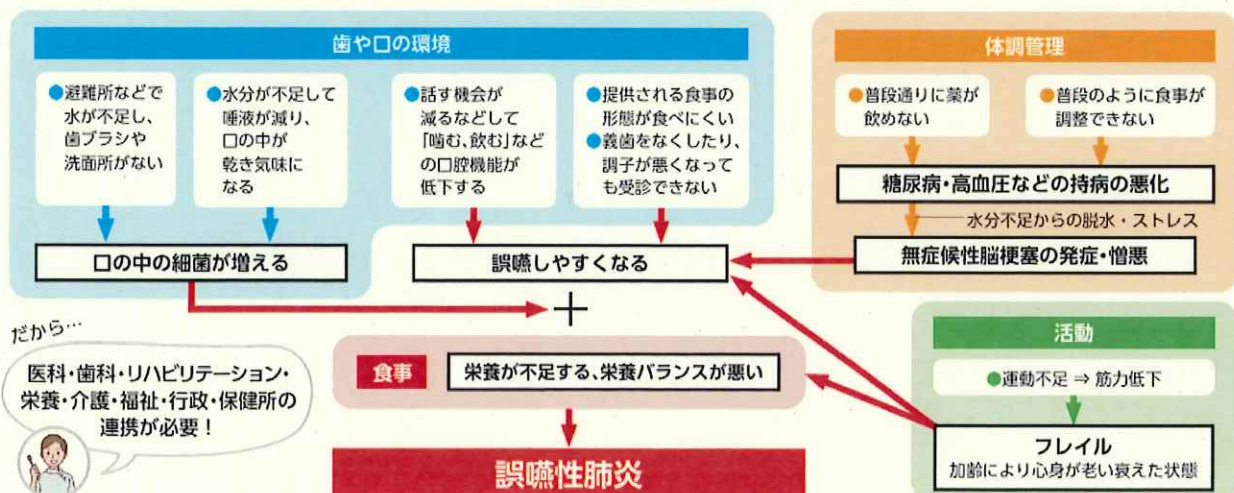 歯や口の環境
●避難所などで
水が不足し、
歯ブラシや
洗面所がない
●水分が不足して
唾液が減り、
口の中が
乾き気味に
なる
●話す機会が
減るなどして
「噛む、飲む」など
の口腔機能が
低下する
●提供される食事の
形態が食べにくい
●義歯をなくしたり、
調子が悪くなって
も受診できない
口の中の細菌が増える
誤嚥しやすくなる
体調管理
●普段通りに薬が
飲めない
●普段のように食事が
調整できない
糖尿病・高血圧などの持病の悪化
水分不足からの脱水・ストレス
無症候性脳梗塞の発症・憎悪
＋
活動
●運動不足 ⇒ 筋力低下
フレイル
加齢により心身が老い衰えた状態
食事
栄養が不足する、栄養バランスが悪い
誤嚥性肺炎
だから…
医科・歯科・リハビリテーション・
栄養・介護・福祉・行政・保健所の
連携が必要！